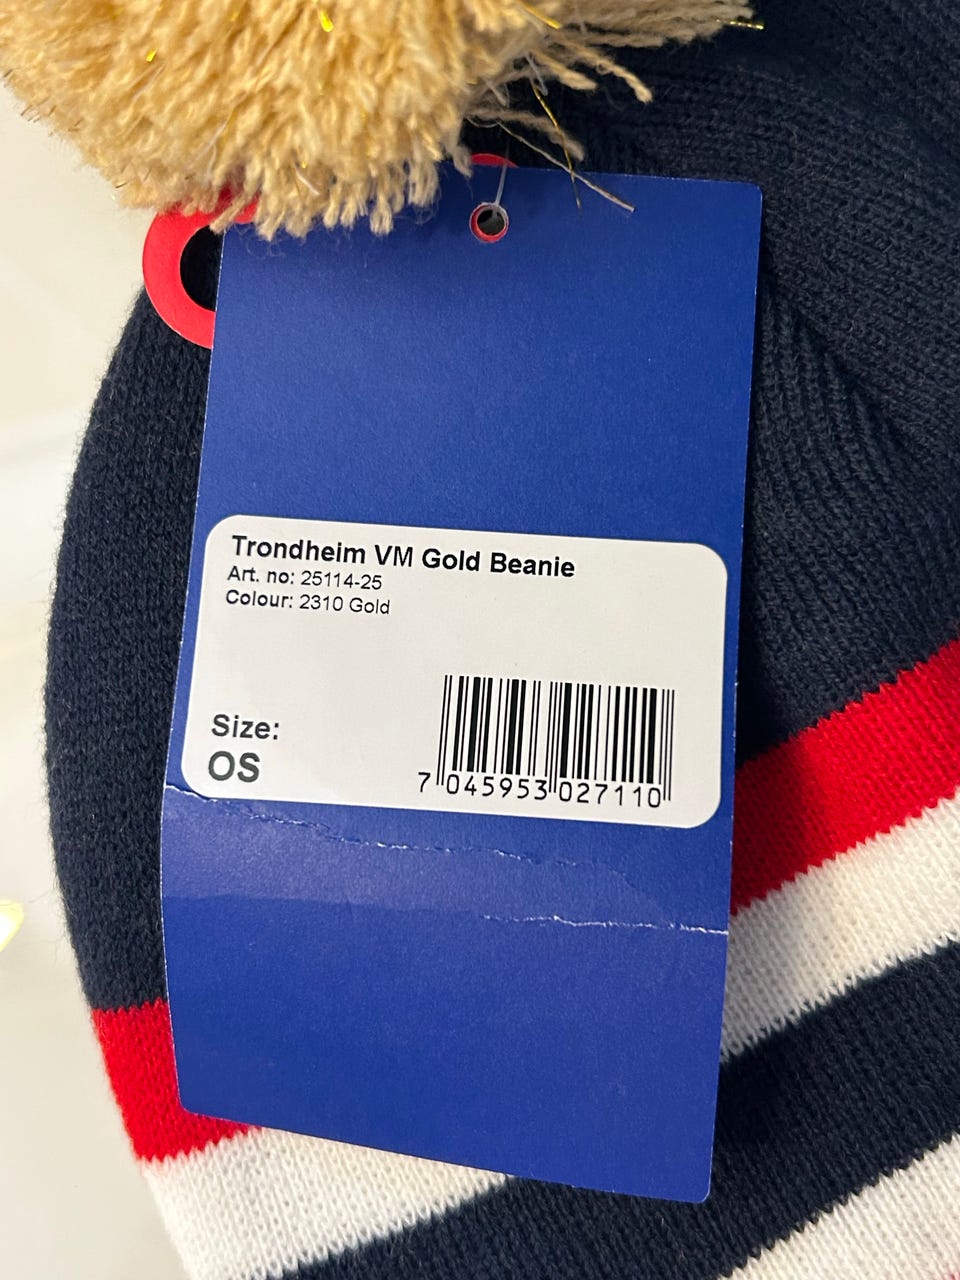 Trondheim VM Gold Beanie
Art. no: 25114-25
Colour: 2310 Gold
Size:
OS
7 045953 027110